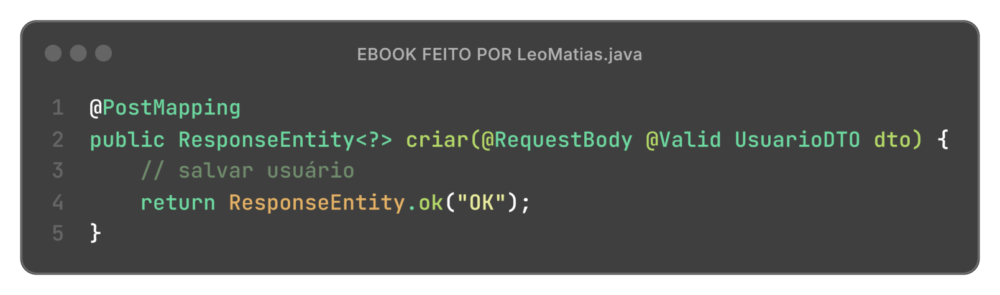 EBOOK FEITO POR LeoMatias.java
1 @PostMapping
2 public ResponseEntity<?> criar(@RequestBody @Valid UsuarioDTO dto) {
3     // salvar usuário
4     return ResponseEntity.ok("OK");
5 }